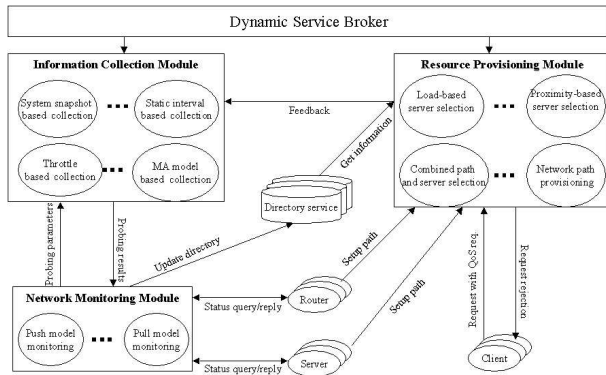 Dynamic Service Broker
Information Collection Module
System snapshot
based collection
Static interval
based collection
Throttle
based collection
MA model
based collection
Resource Provisioning Module
Load-based
server selection
Proximity-based
server selection
Combined path
and server selection
Network path
provisioning
Feedback
Get information
Directory service
Probing parameters
Probing results
Update directory
Setup path
Setup path
Request with QoS req.
Request rejection
Network Monitoring Module
Push model
monitoring
Pull model
monitoring
Status query/reply
Router
Status query/reply
Server
Client